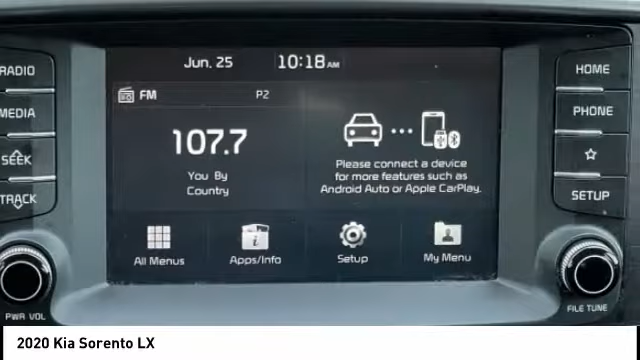 Jun. 25 10:18 AM
RADIO
MEDIA
SEEK
TRACK
PWR VOL
FM P2
107.7
You By
Country
Please connect a device
for more features such as
Android Auto or Apple CarPlay.
All Menus Apps/Info Setup My Menu
HOME
PHONE
SETUP
FILE TUNE
2020 Kia Sorento LX